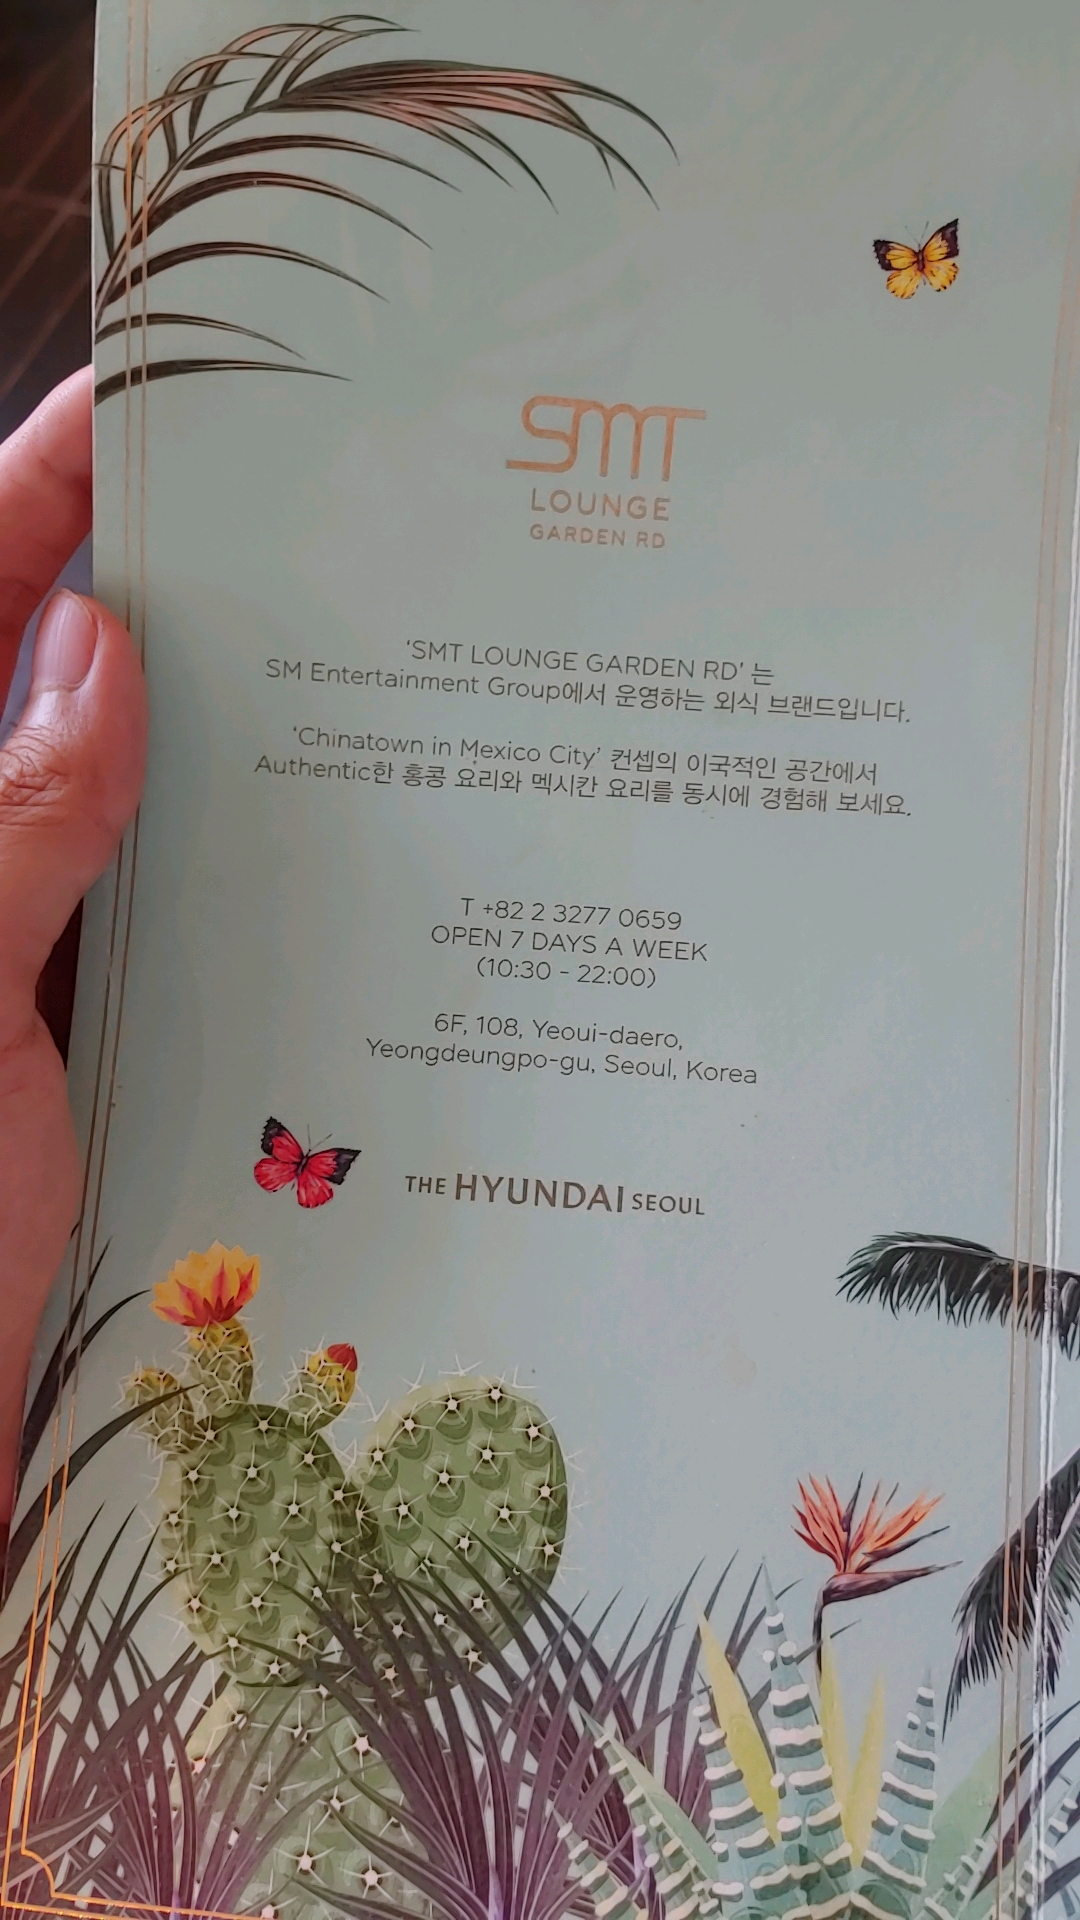 SMT
LOUNGE
GARDEN RD
‘SMT LOUNGE GARDEN RD’ 는
SM Entertainment Group에서 운영하는 외식 브랜드입니다.
‘Chinatown in Mexico City’ 컨셉의 이국적인 공간에서
Authentic한 홍콩 요리와 멕시칸 요리를 동시에 경험해 보세요.
T +82 2 3277 0659
OPEN 7 DAYS A WEEK
(10:30 - 22:00)
6F, 108, Yeoui-daero,
Yeongdeungpo-gu, Seoul, Korea
THE HYUNDAI SEOUL